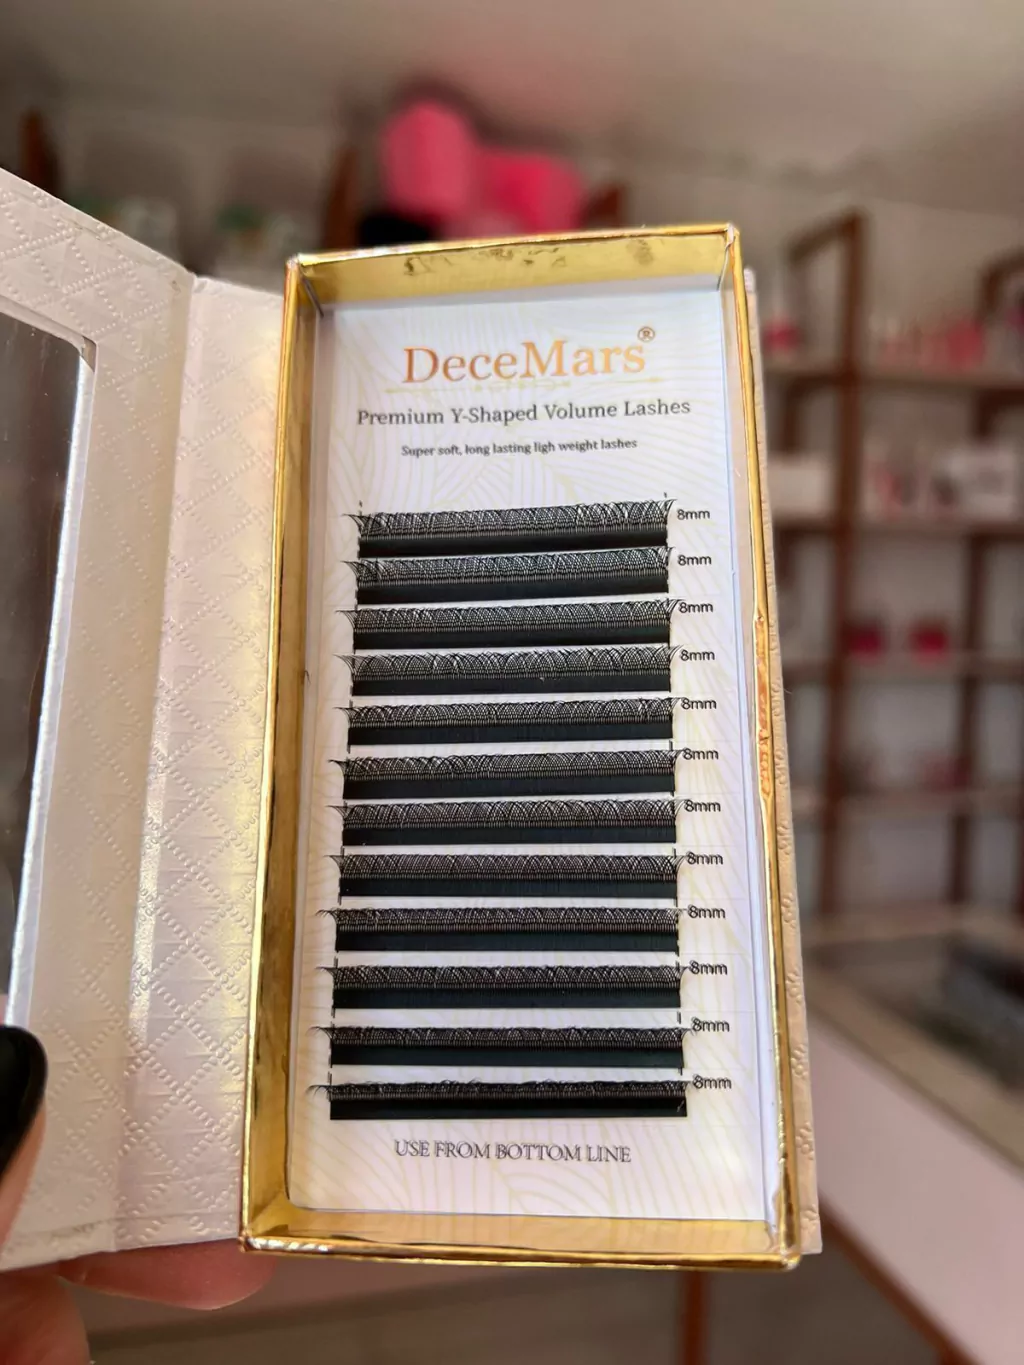 DeceMars®
Premium Y-Shaped Volume Lashes
Super soft, long lasting ligh weight lashes
8mm
8mm
8mm
8mm
8mm
8mm
8mm
8mm
8mm
8mm
8mm
8mm
USE FROM BOTTOM LINE